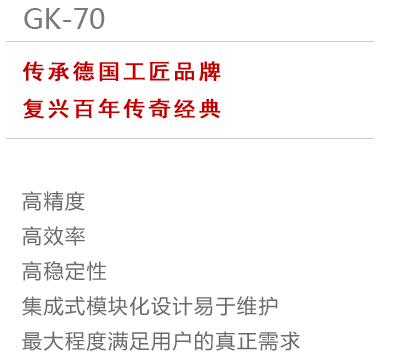 GK-70
传承德国工匠品牌
复兴百年传奇经典
高精度
高效率
高稳定性
集成式模块化设计易于维护
最大程度满足用户的真正需求